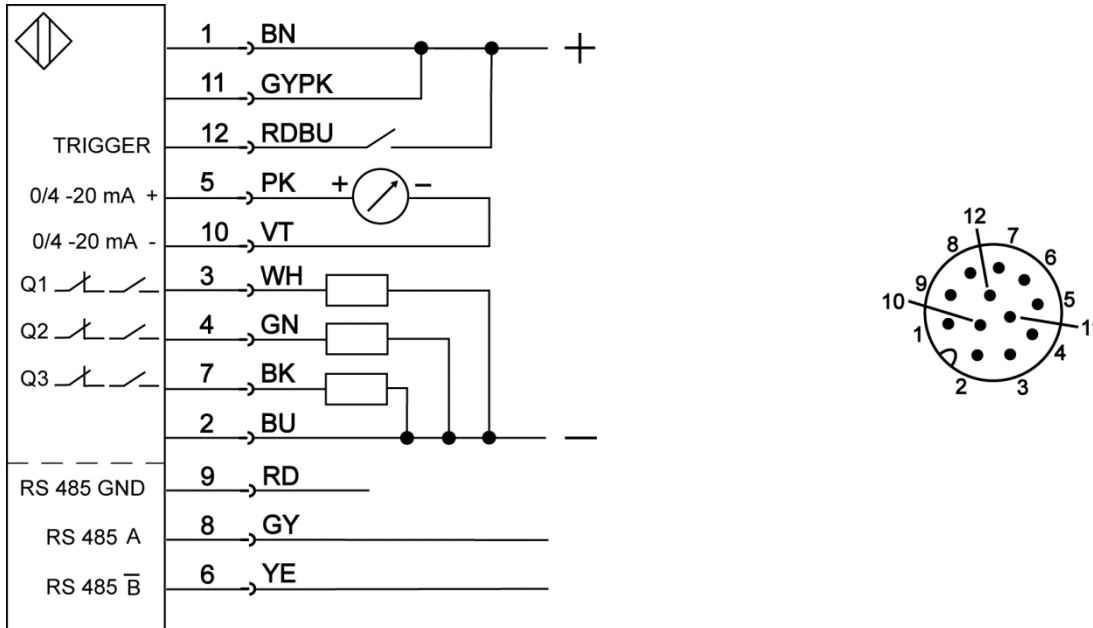 1 BN +
11 GYPK
TRIGGER 12 RDBU
0/4 -20 mA + 5 PK + −
0/4 -20 mA - 10 VT
Q1 3 WH
Q2 4 GN
Q3 7 BK
2 BU −
RS 485 GND 9 RD
RS 485 A 8 GY
RS 485 B̅ 6 YE
12 7
8 6
9 5
10
1 4
2 3